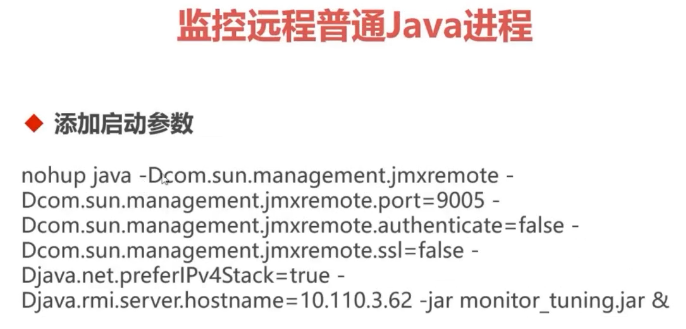 监控远程普通Java进程
添加启动参数
nohup java -Dcom.sun.management.jmxremote -
Dcom.sun.management.jmxremote.port=9005 -
Dcom.sun.management.jmxremote.authenticate=false -
Dcom.sun.management.jmxremote.ssl=false -
Djava.net.preferIPv4Stack=true -
Djava.rmi.server.hostname=10.110.3.62 -jar monitor_tuning.jar &